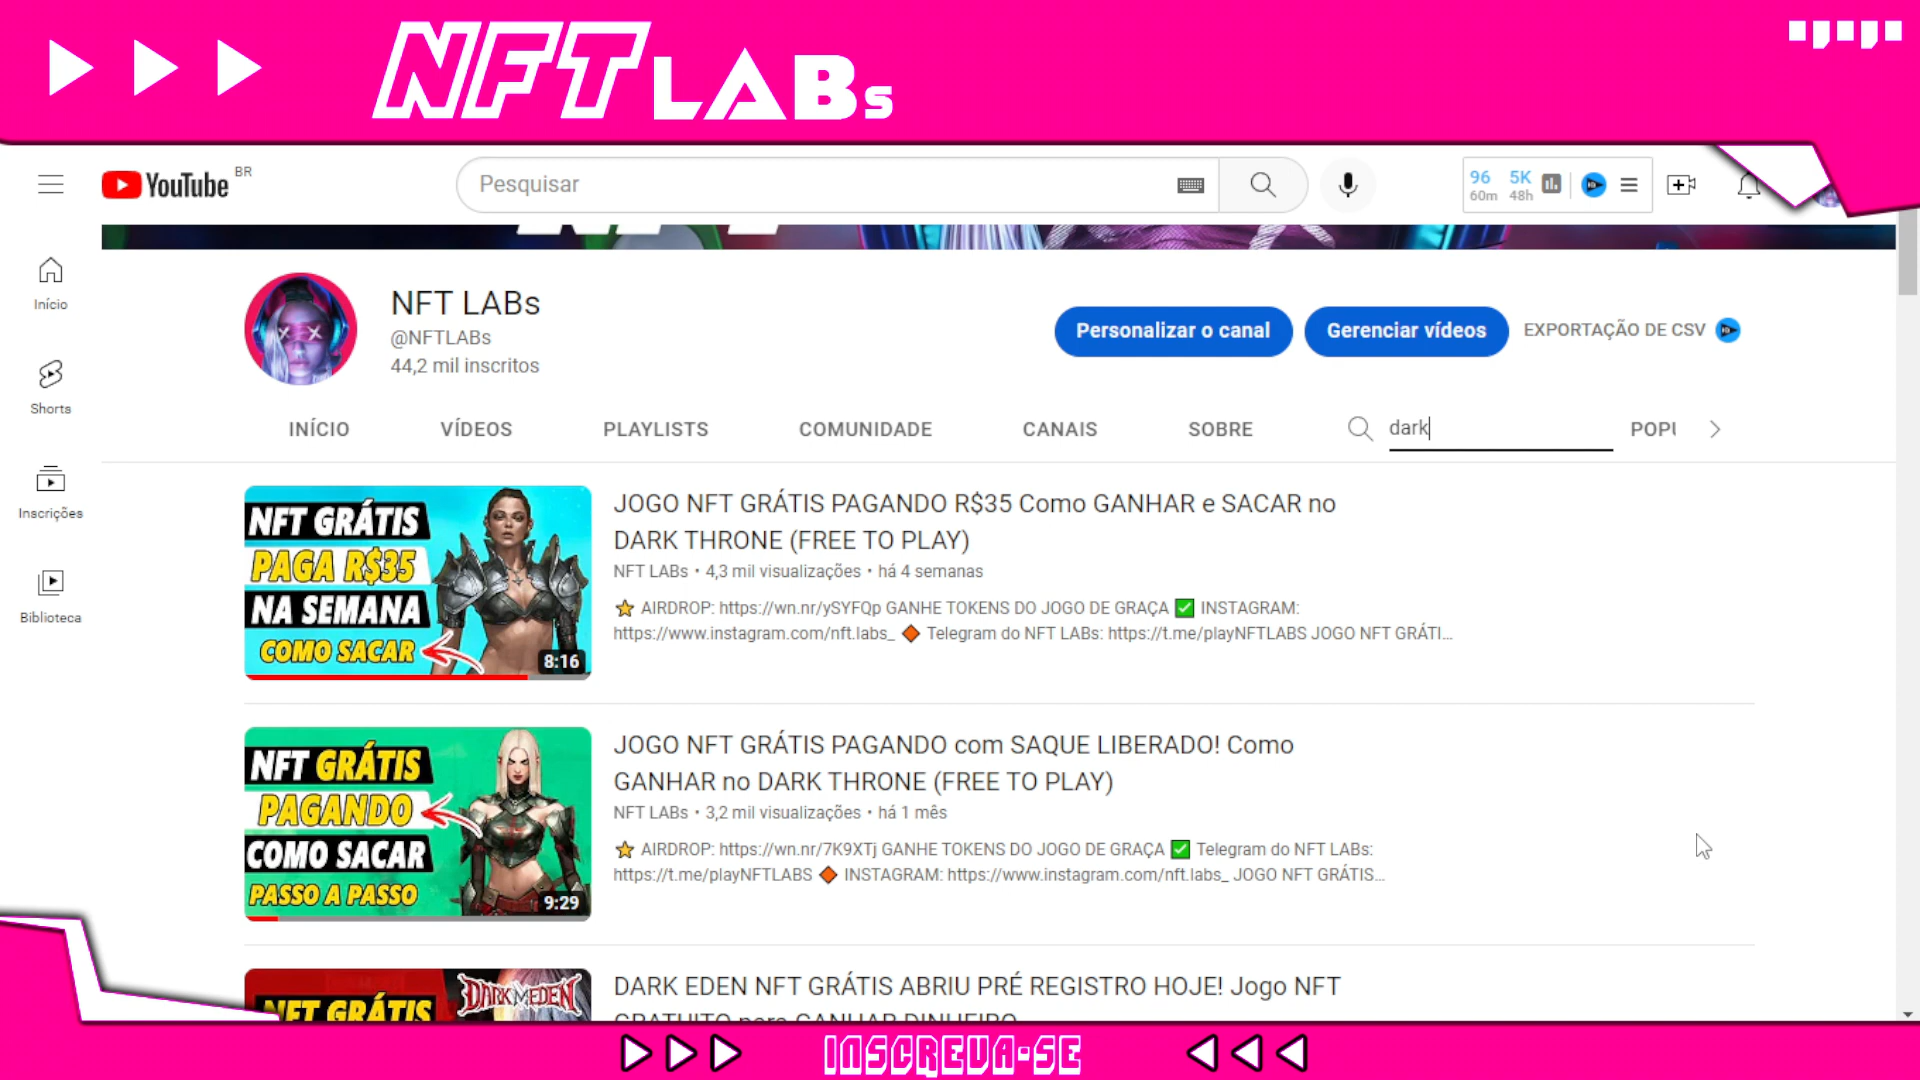 NFT LABs
YouTube BR
Pesquisar
96 5K
60m 48h
Início
Shorts
Inscrições
Biblioteca
NFT LABs
@NFTLABs
44,2 mil inscritos
Personalizar o canal
Gerenciar vídeos
EXPORTAÇÃO DE CSV
INÍCIO VÍDEOS PLAYLISTS COMUNIDADE CANAIS SOBRE dark POPU
NFT GRÁTIS
PAGA R$35
NA SEMANA
COMO SACAR
8:16
JOGO NFT GRÁTIS PAGANDO R$35 Como GANHAR e SACAR no
DARK THRONE (FREE TO PLAY)
NFT LABs • 4,3 mil visualizações • há 4 semanas
AIRDROP: https://wn.nr/ySYFQp GANHE TOKENS DO JOGO DE GRAÇA ✅ INSTAGRAM:
https://www.instagram.com/nft.labs_ Telegram do NFT LABs: https://t.me/playNFTLABS JOGO NFT GRÁTI...
NFT GRÁTIS
PAGANDO
COMO SACAR
PASSO A PASSO
9:29
JOGO NFT GRÁTIS PAGANDO com SAQUE LIBERADO! Como
GANHAR no DARK THRONE (FREE TO PLAY)
NFT LABs • 3,2 mil visualizações • há 1 mês
AIRDROP: https://wn.nr/7K9XTj GANHE TOKENS DO JOGO DE GRAÇA ✅ Telegram do NFT LABs:
https://t.me/playNFTLABS INSTAGRAM: https://www.instagram.com/nft.labs_ JOGO NFT GRÁTIS...
DARK EDEN
NFT GRÁTIS
DARK EDEN NFT GRÁTIS ABRIU PRÉ REGISTRO HOJE! Jogo NFT
GRATUITO para GANHAR DINHEIRO
INSCREVA-SE